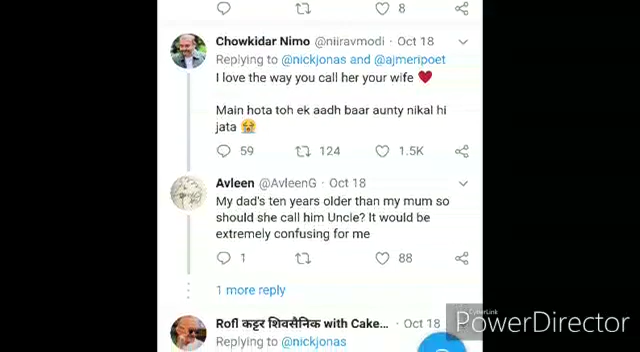 8
Chowkidar Nimo @niiravmodi · Oct 18
Replying to @nickjonas and @ajmeripoet
I love the way you call her your wife ❤️
Main hota toh ek aadh baar aunty nikal hi
jata 😭
59 124 1.5K
Avleen @AvleenG · Oct 18
My dad's ten years older than my mum so
should she call him Uncle? It would be
extremely confusing for me
1 88
1 more reply
Rofl कट्टर शिवसैनिक with Cake... · Oct 18
Replying to @nickjonas
CyberLink
PowerDirector